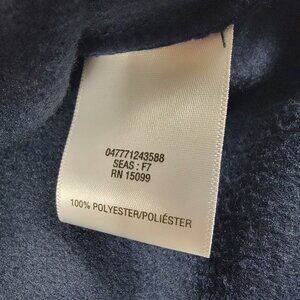 047771243588
SEAS : F7
RN 15099
100% POLYESTER/POLIÉSTER